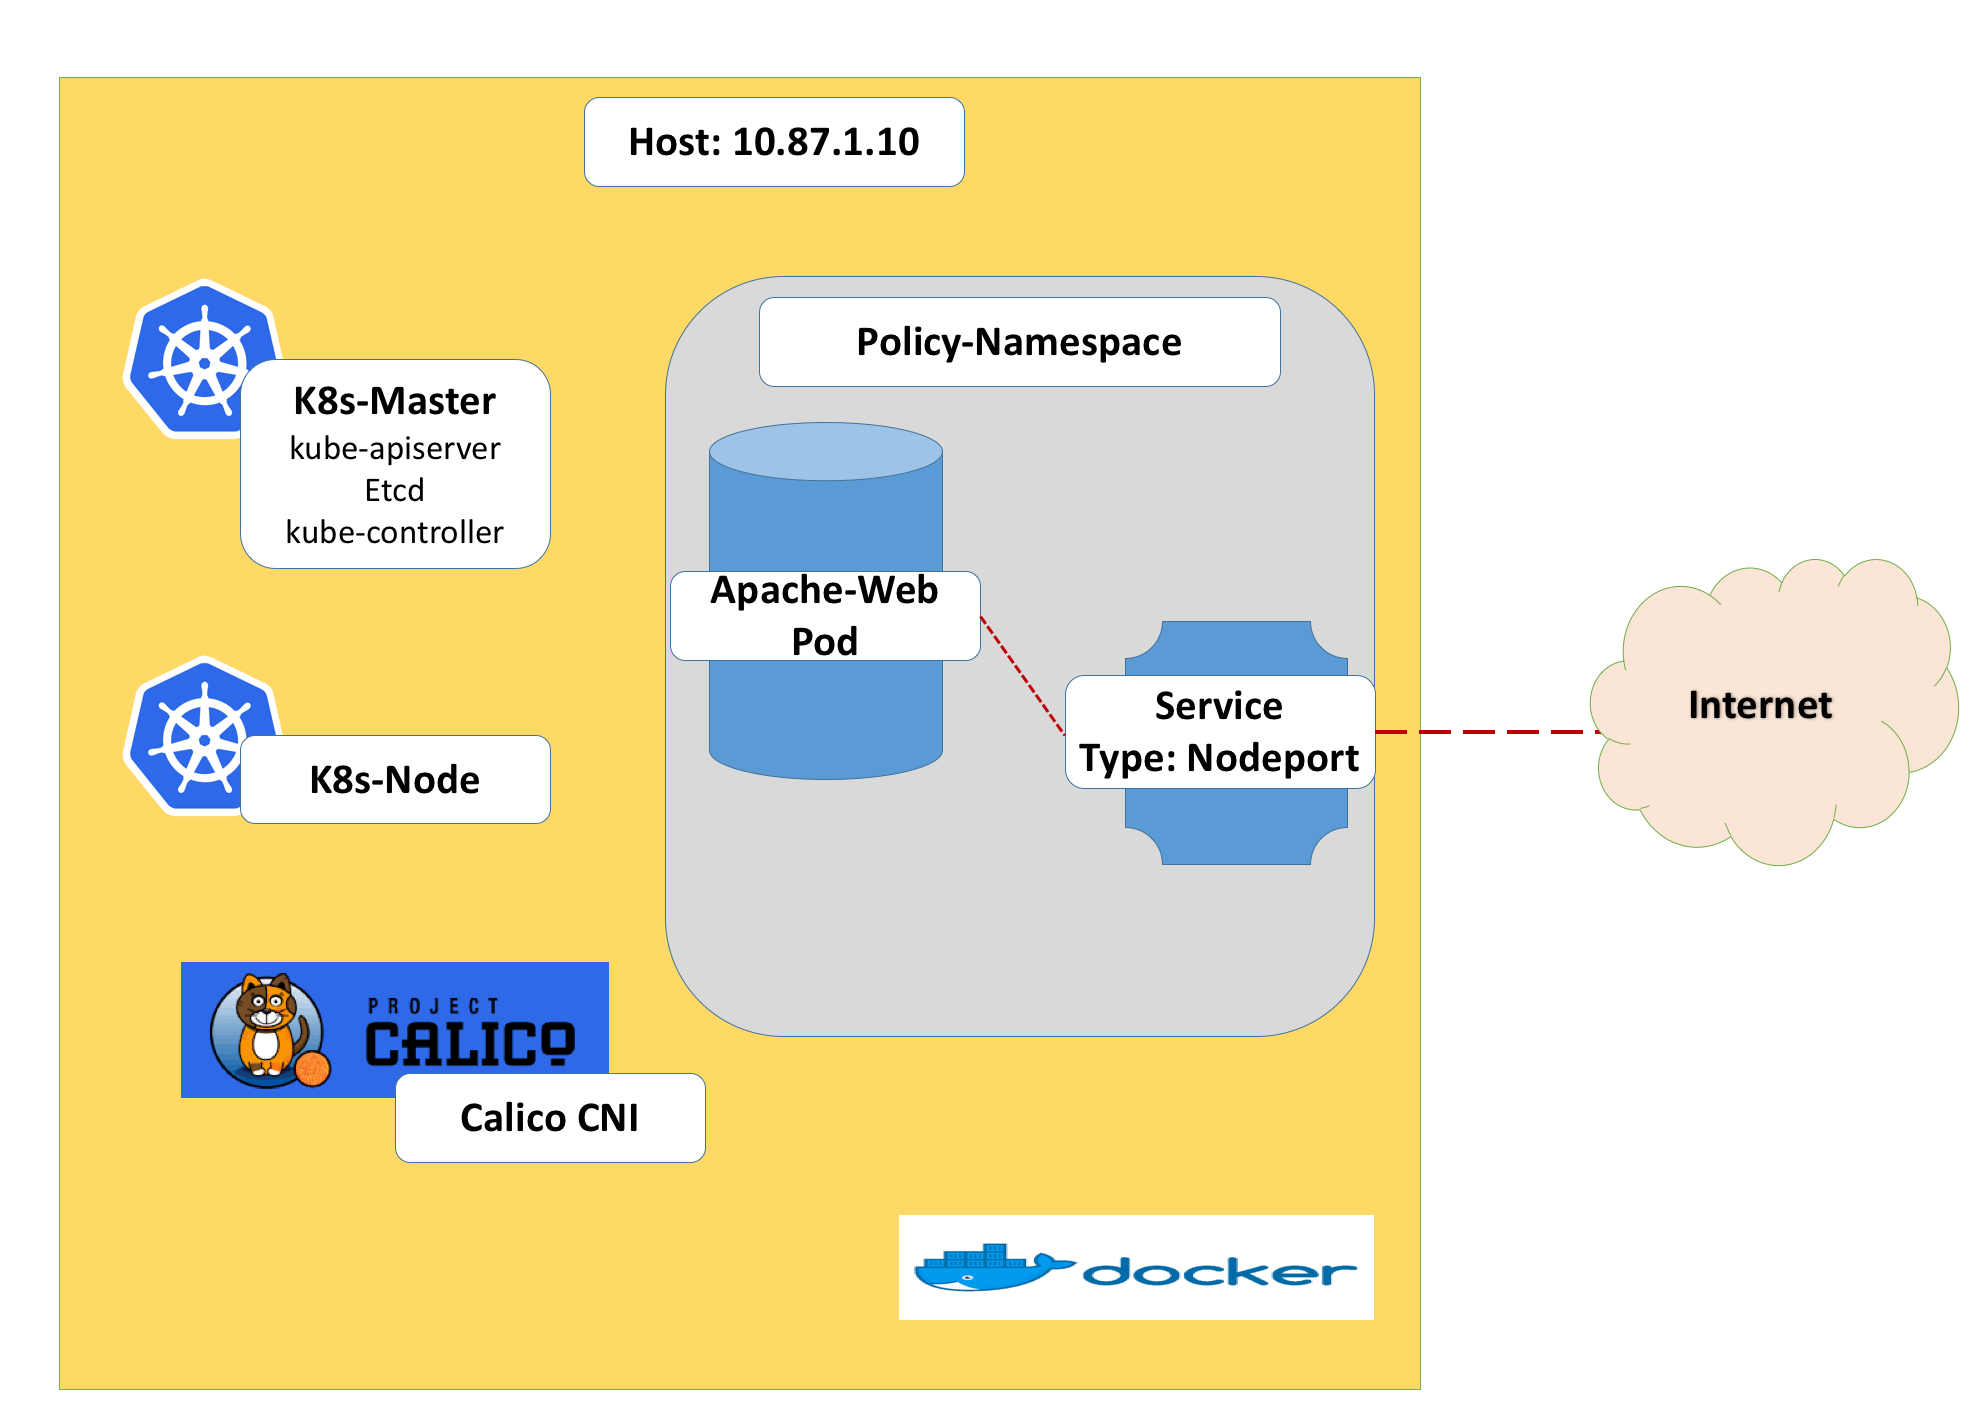 Host: 10.87.1.10
Policy-Namespace
K8s-Master
kube-apiserver
Etcd
kube-controller
Apache-Web
Pod
Service
Type: Nodeport
Internet
K8s-Node
PROJECT
CALICO
Calico CNI
docker